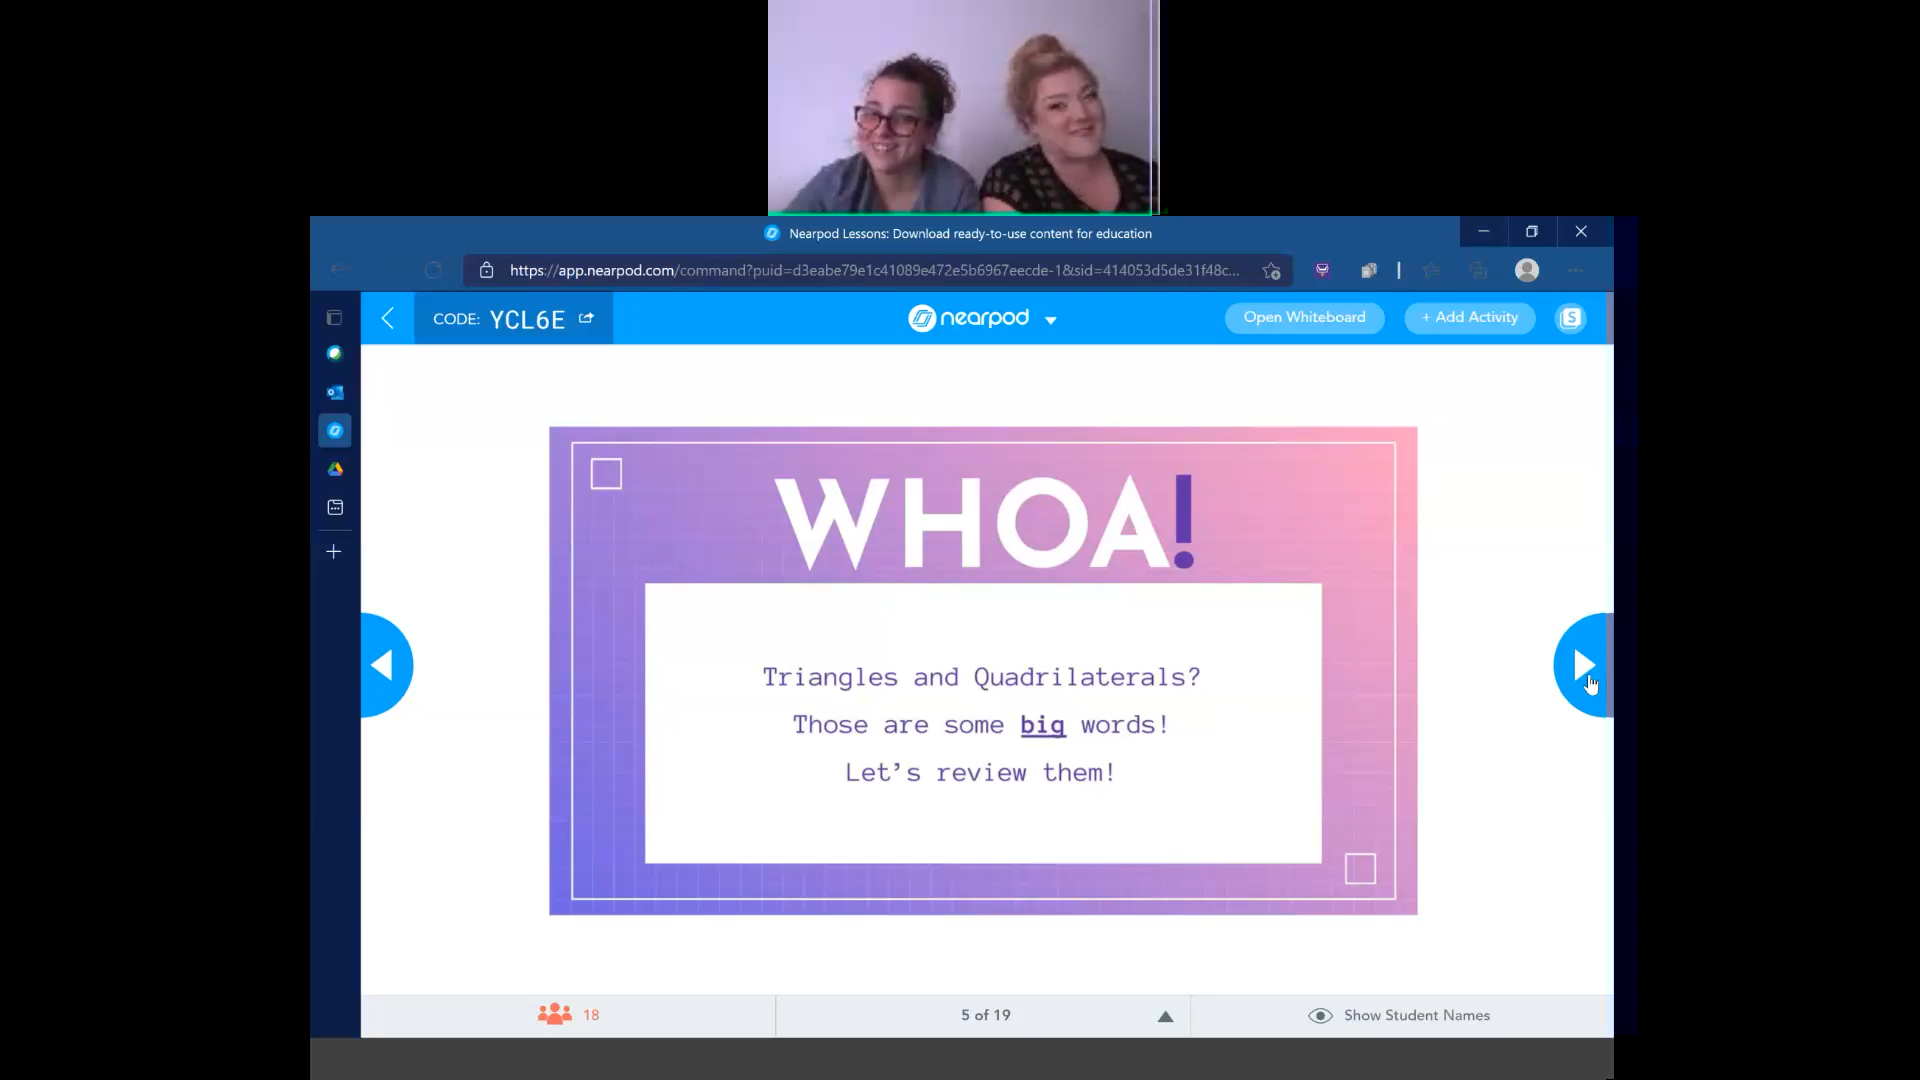 Nearpod Lessons: Download ready-to-use content for education
https://app.nearpod.com/command?puid=d3eabe79e1c41089e472e5b6967eecde-1&sid=414053d5de31f48c...
CODE: YCL6E
nearpod
Open Whiteboard
+ Add Activity
S
WHOA!
Triangles and Quadrilaterals?
Those are some big words!
Let's review them!
18
5 of 19
Show Student Names